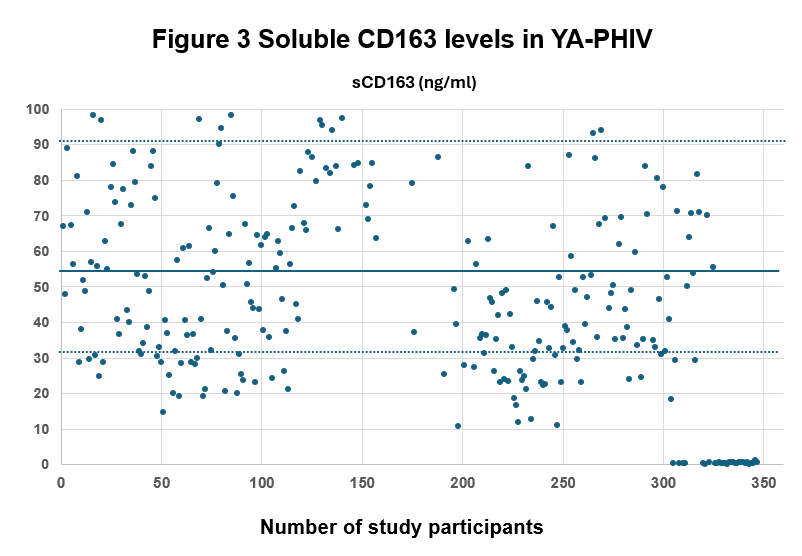 Figure 3 Soluble CD163 levels in YA-PHIV
sCD163 (ng/ml)
100
90
80
70
60
50
40
30
20
10
0
0 50 100 150 200 250 300 350
Number of study participants